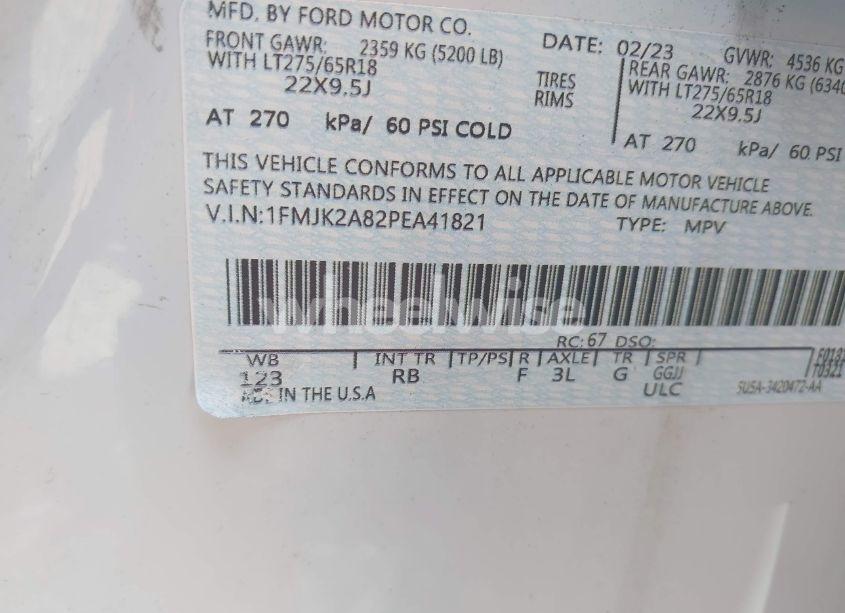 MFD. BY FORD MOTOR CO.
DATE: 02/23
GVWR: 4536 KG
FRONT GAWR: 2359 KG (5200 LB)
WITH LT275/65R18
22X9.5J
TIRES
RIMS
REAR GAWR: 2876 KG (6340
WITH LT275/65R18
22X9.5J
AT 270 kPa/ 60 PSI COLD
AT 270 kPa/ 60 PSI
THIS VEHICLE CONFORMS TO ALL APPLICABLE MOTOR VEHICLE
SAFETY STANDARDS IN EFFECT ON THE DATE OF MANUFACTURE ABOVE.
V.I.N:1FMJK2A82PEA41821
TYPE: MPV
wheelwise
RC:67 DSO:
WB | INT TR |TP/PS| R |AXLE| TR | SPR |
123 RB F 3L G GGJJ
IN THE U.S.A
ULC
5U5A-3420472-AA